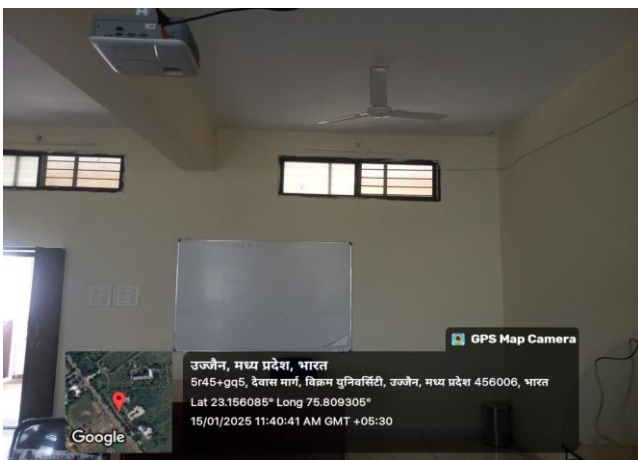 GPS Map Camera
उज्जैन, मध्य प्रदेश, भारत
5r45+gq5, देवास मार्ग, विक्रम युनिवर्सिटी, उज्जैन, मध्य प्रदेश 456006, भारत
Lat 23.156085° Long 75.809305°
15/01/2025 11:40:41 AM GMT +05:30
Google